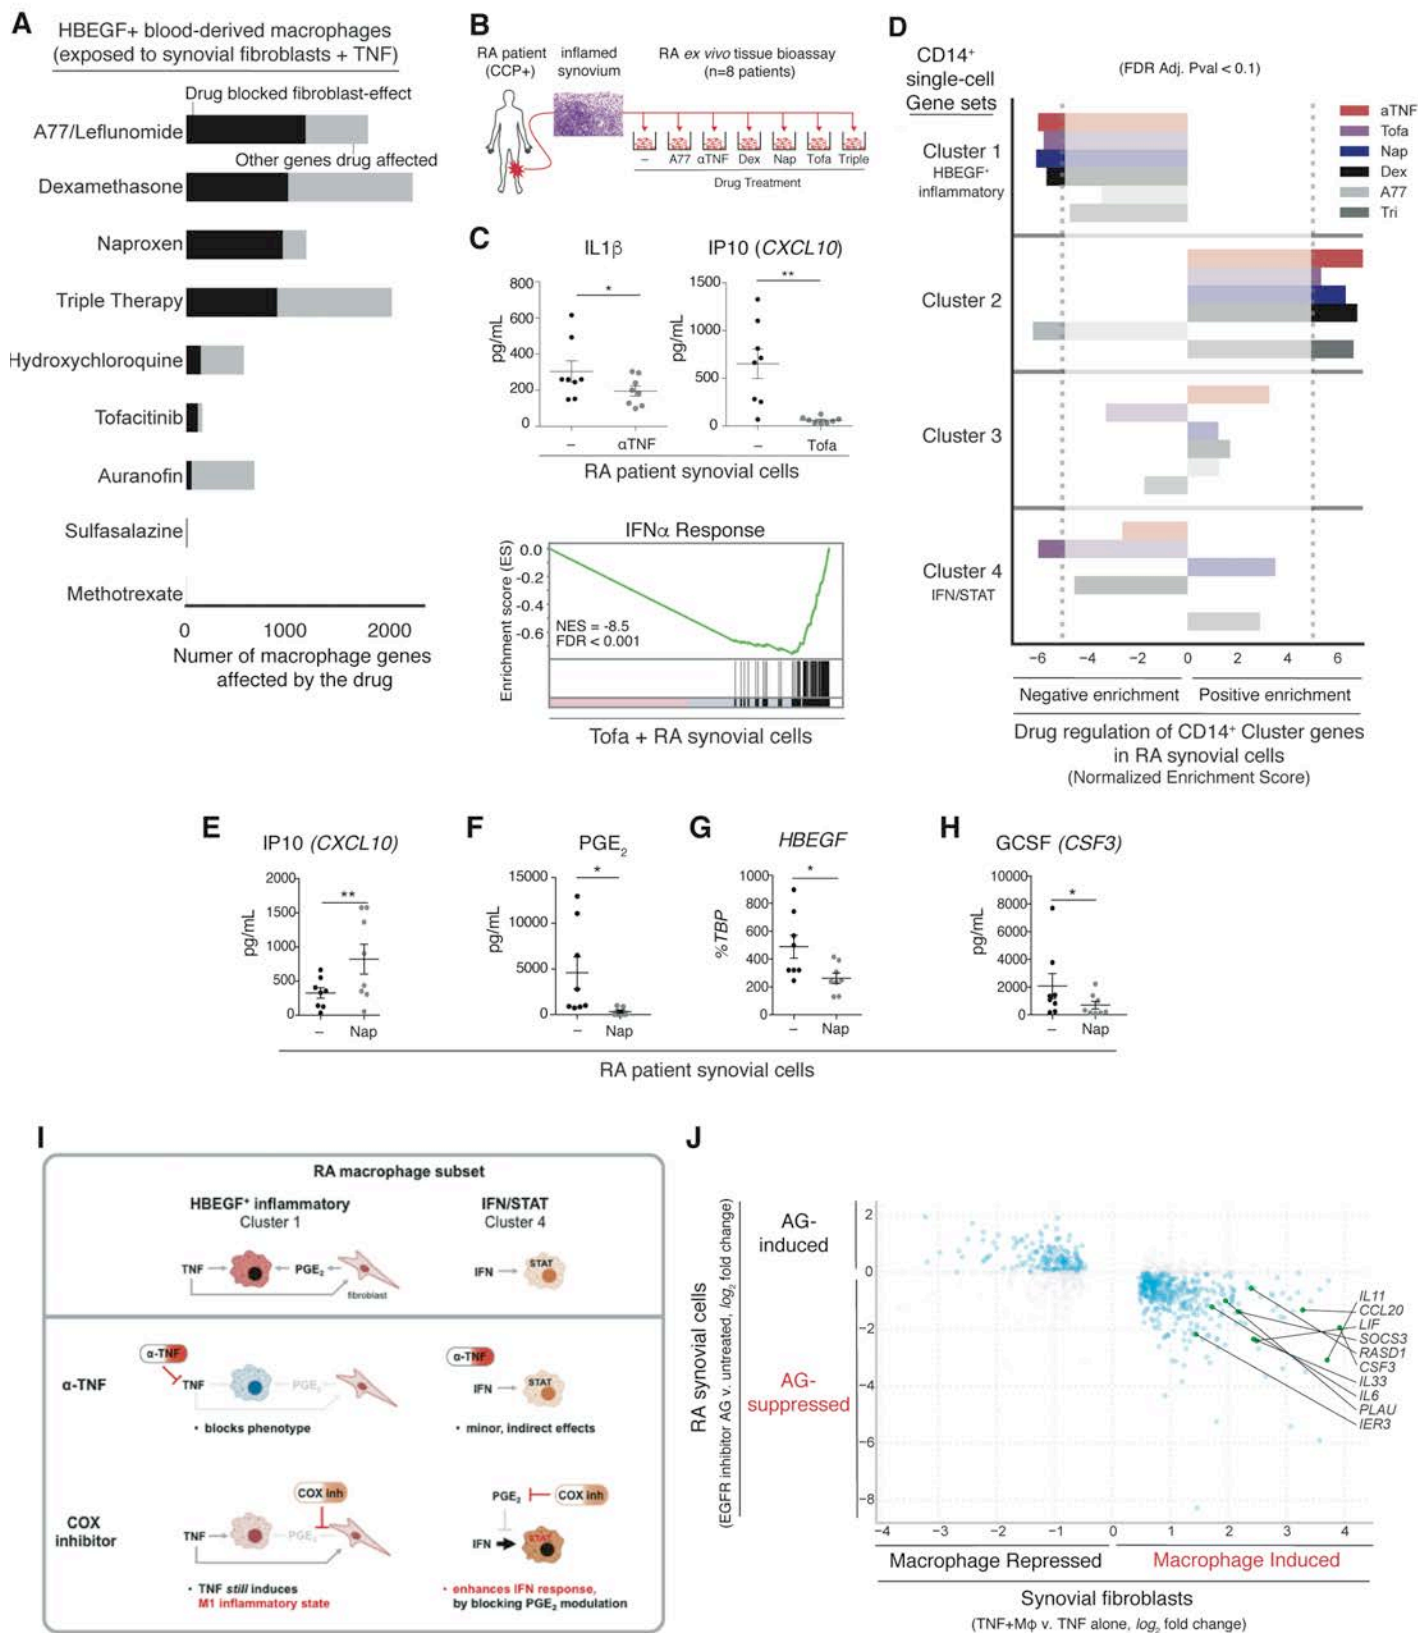 A
HBEGF+ blood-derived macrophages
(exposed to synovial fibroblasts + TNF)
Drug blocked fibroblast-effect
A77/Leflunomide
Other genes drug affected
Dexamethasone
Naproxen
Triple Therapy
Hydroxychloroquine
Tofacitinib
Auranofin
Sulfasalazine
Methotrexate
0 1000 2000
Numer of macrophage genes
affected by the drug
B
RA patient
(CCP+)
inflamed
synovium
RA ex vivo tissue bioassay
(n=8 patients)
– A77 αTNF Dex Nap Tofa Triple
Drug Treatment
C
IL1β
pg/mL
800
600
400
200
0
*
– αTNF
IP10 (CXCL10)
pg/mL
1500
1000
500
0
**
– Tofa
RA patient synovial cells
IFNα Response
Enrichment score (ES)
0.0
-0.2
-0.4
-0.6
NES = -8.5
FDR < 0.001
Tofa + RA synovial cells
D
CD14+
single-cell
Gene sets
(FDR Adj. Pval < 0.1)
aTNF
Tofa
Nap
Dex
A77
Tri
Cluster 1
HBEGF+
inflammatory
Cluster 2
Cluster 3
Cluster 4
IFN/STAT
−6 −4 −2 0 2 4 6
Negative enrichment
Positive enrichment
Drug regulation of CD14+ Cluster genes
in RA synovial cells
(Normalized Enrichment Score)
E
IP10 (CXCL10)
pg/mL
2000
1500
1000
500
0
**
– Nap
F
PGE2
pg/mL
15000
10000
5000
0
*
– Nap
G
HBEGF
%TBP
1000
800
600
400
200
0
*
– Nap
H
GCSF (CSF3)
pg/mL
10000
8000
6000
4000
2000
0
*
– Nap
RA patient synovial cells
I
RA macrophage subset
HBEGF+ inflammatory
Cluster 1
IFN/STAT
Cluster 4
TNF
PGE2
fibroblast
IFN
STAT
α-TNF
α-TNF
TNF
PGE2
• blocks phenotype
α-TNF
IFN
STAT
• minor, indirect effects
COX
inhibitor
COX inh
TNF
PGE2
• TNF still induces
M1 inflammatory state
PGE2
COX inh
IFN
STAT
• enhances IFN response,
by blocking PGE2 modulation
J
RA synovial cells
(EGFR inhibitor AG v. untreated, log2 fold change)
AG-
induced
AG-
suppressed
2
0
−2
−4
−6
−8
IL11
CCL20
LIF
SOCS3
RASD1
CSF3
IL33
IL6
PLAU
IER3
−4 −3 −2 −1 0 1 2 3 4
Macrophage Repressed
Macrophage Induced
Synovial fibroblasts
(TNF+Mϕ v. TNF alone, log2 fold change)